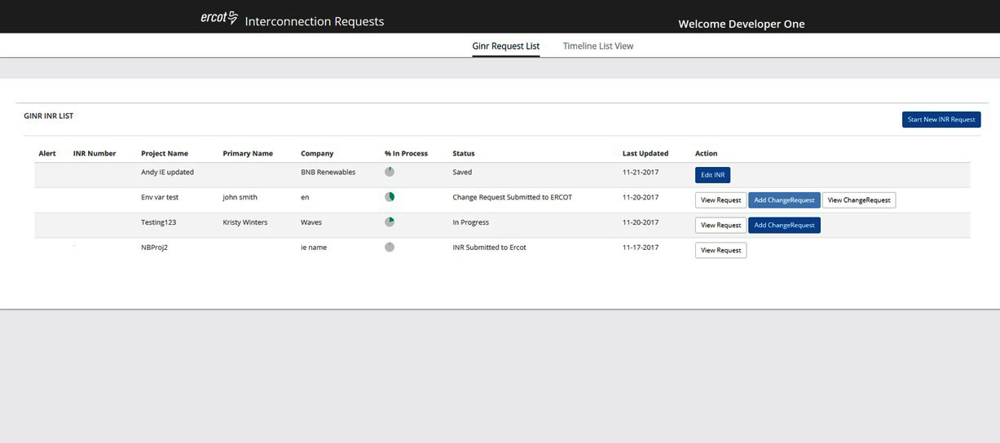 ercot Interconnection Requests
Welcome Developer One
Ginr Request List Timeline List View
GINR INR LIST
Start New INR Request
Alert INR Number Project Name Primary Name Company % In Process Status Last Updated Action
Andy IE updated BNB Renewables Saved 11-21-2017 Edit INR
Env var test john smith en Change Request Submitted to ERCOT 11-20-2017 View Request Add ChangeRequest View ChangeRequest
Testing123 Kristy Winters Waves In Progress 11-20-2017 View Request Add ChangeRequest
NBProj2 ie name INR Submitted to Ercot 11-17-2017 View Request